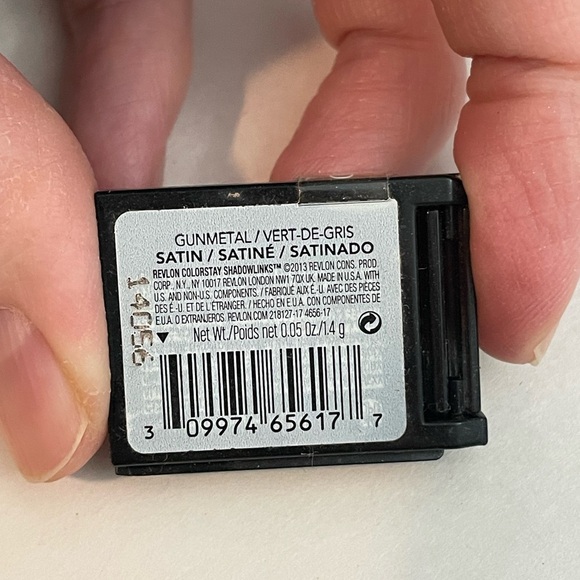 GUNMETAL / VERT-DE-GRIS
SATIN / SATINÉ / SATINADO
REVLON COLORSTAY SHADOWLINKS™ ©2013 REVLON CONS. PROD.
CORP., N.Y., NY 10017 REVLON LONDON NW1 7QX UK. MADE IN U.S.A. WITH
U.S. AND NON-U.S. COMPONENTS. / FABRIQUÉ AUX É.-U. AVEC DES PIÈCES
DES É.-U. ET DE L'ÉTRANGER. / HECHO EN E.U.A. CON COMPONENTES DE
E.U.A. O EXTRANJEROS. REVLON.COM 218127-17 4656-17
Net Wt./Poids net 0.05 Oz/1.4 g
14056
3 09974 65617 7